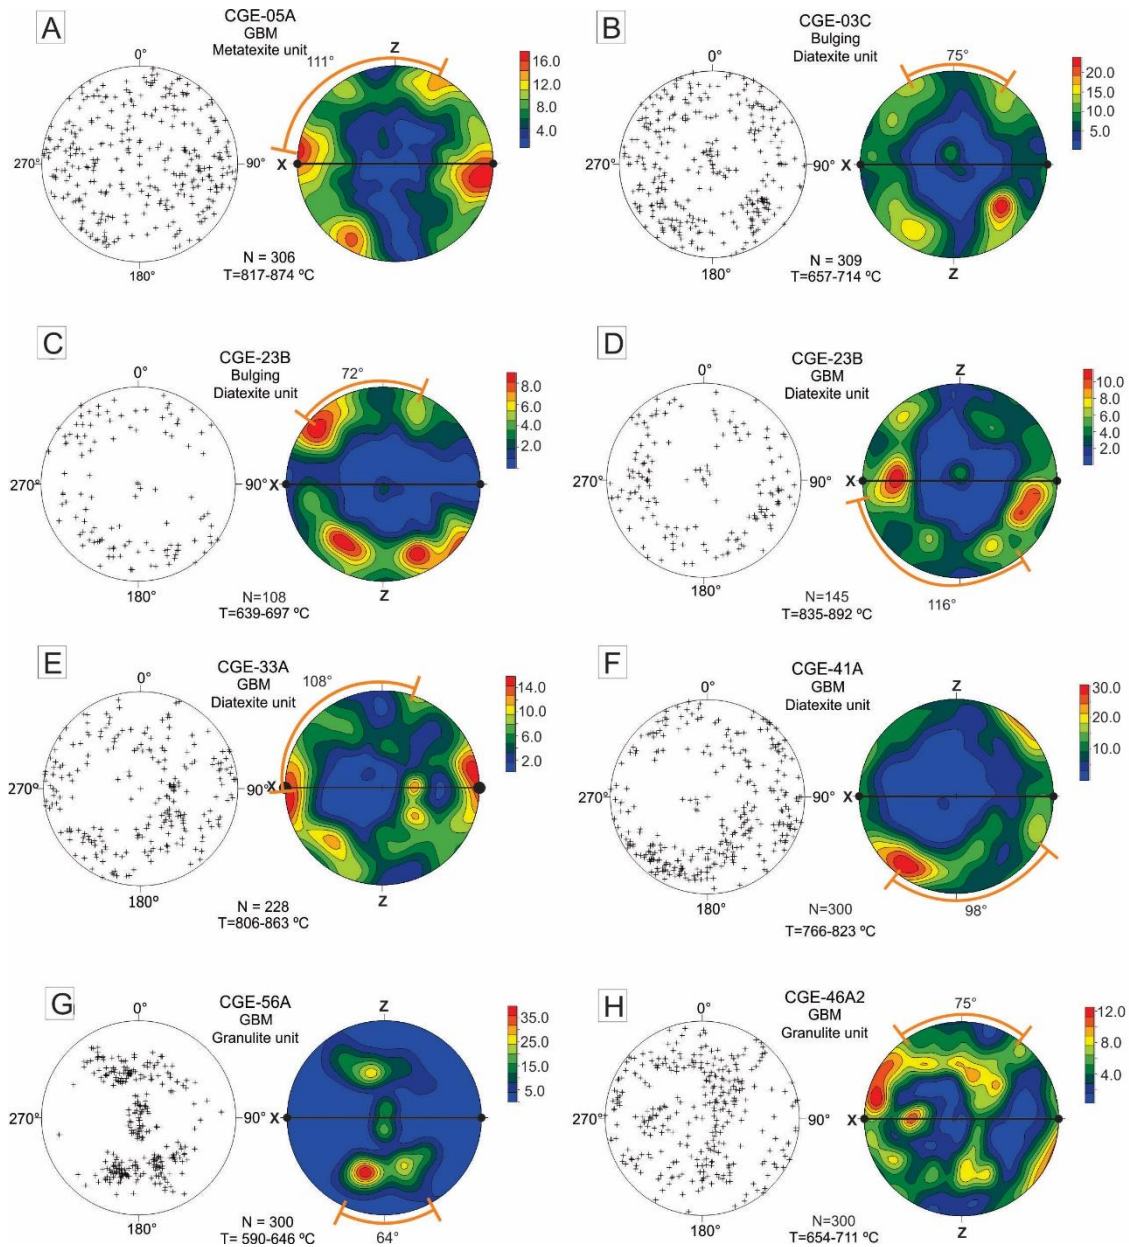 A
CGE-05A
GBM
Metatexite unit
0°
270°
90°
180°
111°
Z
X
16.0
12.0
8.0
4.0
N = 306
T=817-874 ºC
B
CGE-03C
Bulging
Diatexite unit
0°
270°
90°
180°
75°
X
Z
20.0
15.0
10.0
5.0
N = 309
T=657-714 ºC
C
CGE-23B
Bulging
Diatexite unit
0°
270°
90°
180°
72°
X
Z
8.0
6.0
4.0
2.0
N=108
T=639-697 ºC
D
CGE-23B
GBM
Diatexite unit
0°
270°
90°
180°
Z
X
116°
10.0
8.0
6.0
4.0
2.0
N=145
T=835-892 ºC
E
CGE-33A
GBM
Diatexite unit
0°
270°
90°
180°
108°
X
Z
14.0
10.0
6.0
2.0
N = 228
T=806-863 ºC
F
CGE-41A
GBM
Diatexite unit
0°
270°
90°
180°
Z
X
98°
30.0
20.0
10.0
N=300
T=766-823 ºC
G
CGE-56A
GBM
Granulite unit
0°
270°
90°
180°
Z
X
64°
35.0
25.0
15.0
5.0
N = 300
T= 590-646 ºC
H
CGE-46A2
GBM
Granulite unit
0°
270°
90°
180°
75°
X
Z
12.0
8.0
4.0
N=300
T=654-711 ºC